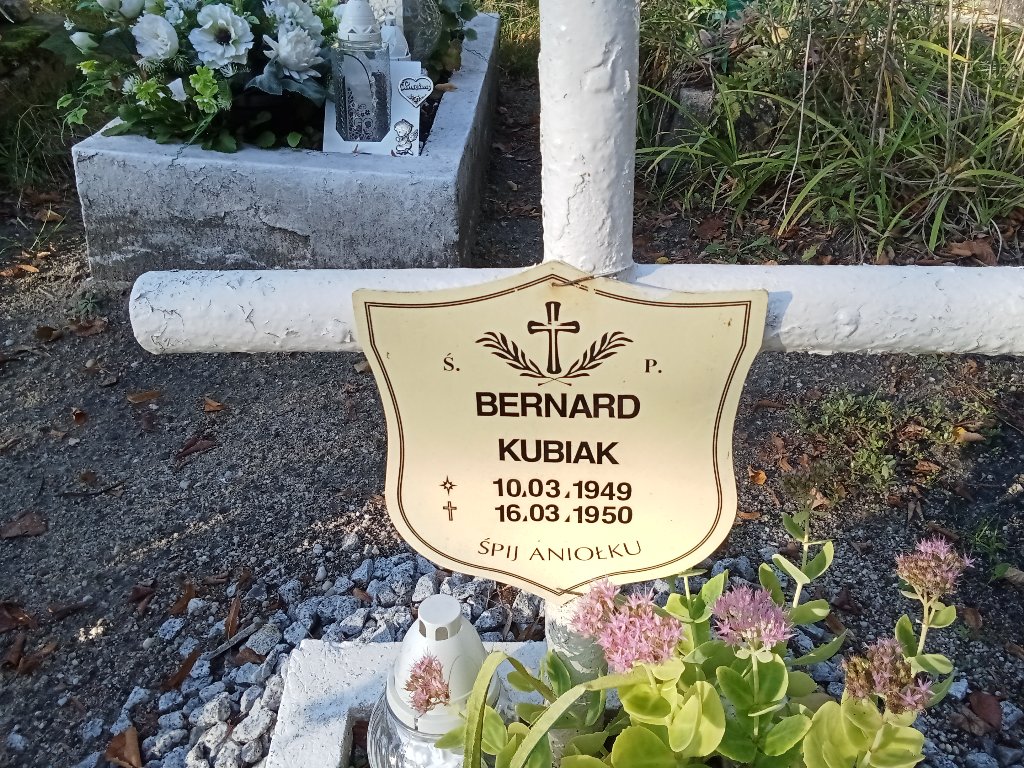 Ś. P.
BERNARD
KUBIAK
10.03.1949
16.03.1950
ŚPIJ ANIOŁKU